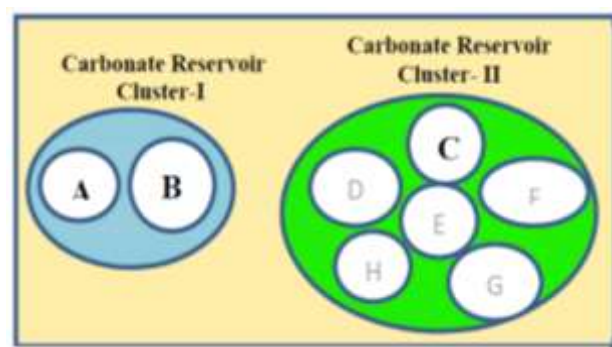 Carbonate Reservoir
Cluster-I
Carbonate Reservoir
Cluster- II
A
B
C
D
E
F
H
G